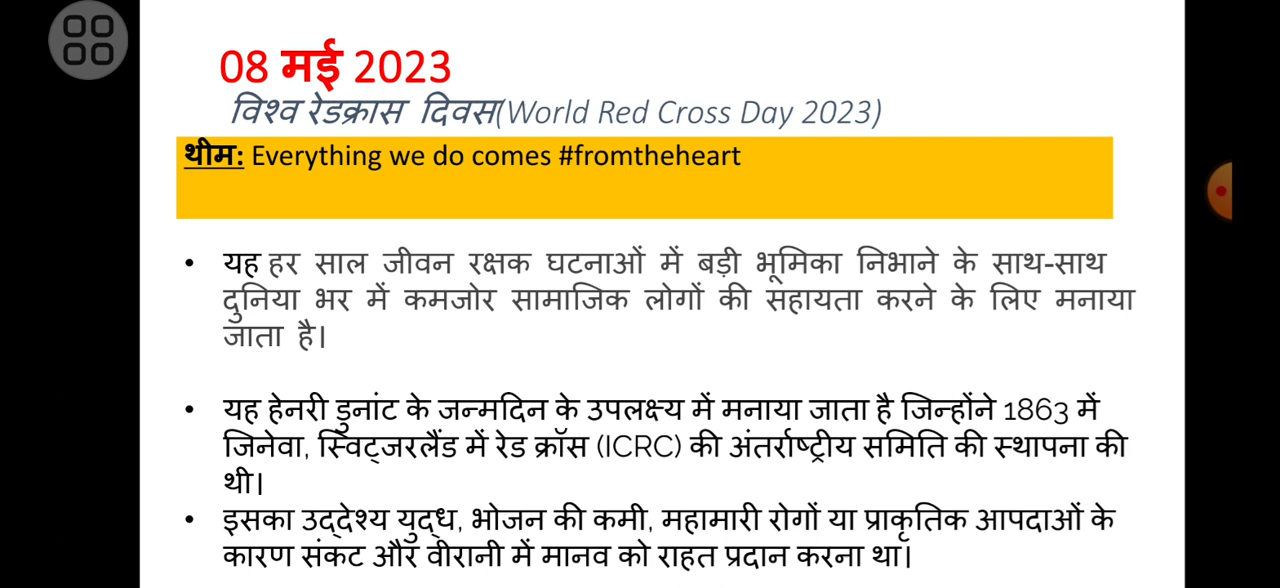 08 मई 2023
विश्व रेडक्रास दिवस(World Red Cross Day 2023)
थीम: Everything we do comes #fromtheheart
• यह हर साल जीवन रक्षक घटनाओं में बड़ी भूमिका निभाने के साथ-साथ
दुनिया भर में कमजोर सामाजिक लोगों की सहायता करने के लिए मनाया
जाता है।
• यह हेनरी डुनांट के जन्मदिन के उपलक्ष्य में मनाया जाता है जिन्होंने 1863 में
जिनेवा, स्विट्जरलैंड में रेड क्रॉस (ICRC) की अंतर्राष्ट्रीय समिति की स्थापना की
थी।
• इसका उद्देश्य युद्ध, भोजन की कमी, महामारी रोगों या प्राकृतिक आपदाओं के
कारण संकट और वीरानी में मानव को राहत प्रदान करना था।